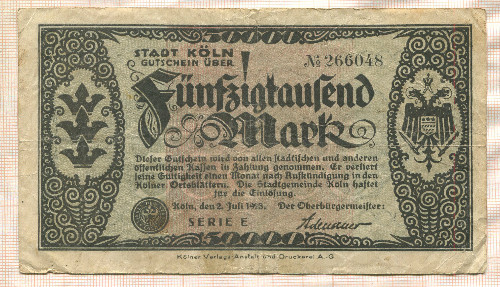 50000
STADT KÖLN
GUTSCHEIN ÜBER
№ 266048
Fünfzigtausend
Mark
Dieser Gutschein wird von allen städtischen und anderen
öffentlichen Kassen in Zahlung genommen. Er verliert
seine Gültigkeit einen Monat nach Aufkündigung in den
Kölner Ortsblättern. Die Stadtgemeinde Köln haftet
für die Einlösung.
Köln, den 2. Juli 1923. Der Oberbürgermeister:
SERIE E
Adenauer
50000
Kölner Verlags-Anstalt und Druckerei A.-G